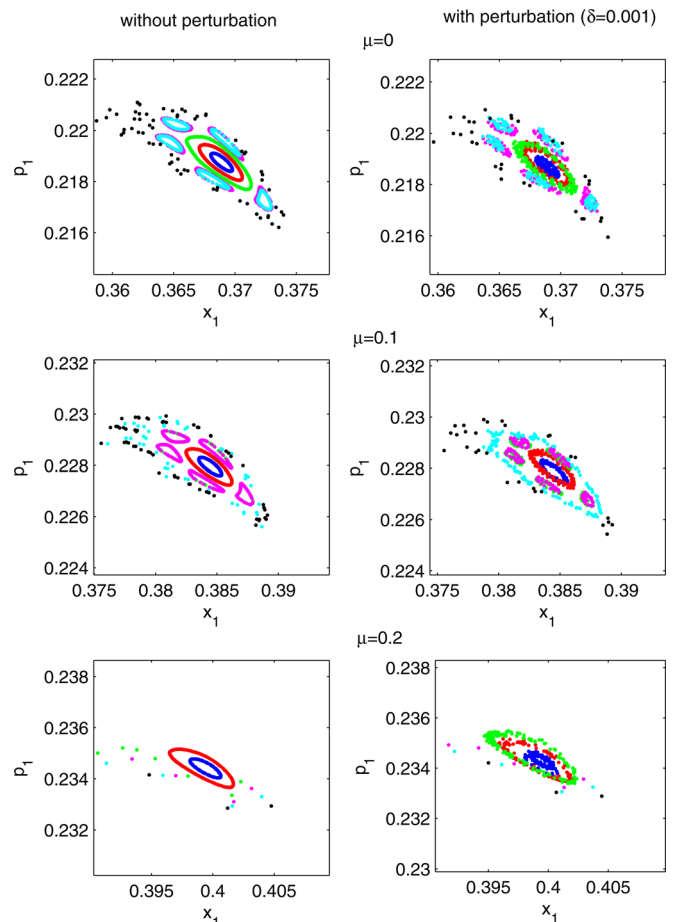 without perturbation
with perturbation (δ=0.001)
μ=0
0.222
0.22
0.218
0.216
p1
0.36 0.365 0.37 0.375
x1
0.222
0.22
0.218
0.216
p1
0.36 0.365 0.37 0.375
x1
μ=0.1
0.232
0.23
0.228
0.226
0.224
p1
0.375 0.38 0.385 0.39
x1
0.232
0.23
0.228
0.226
0.224
p1
0.375 0.38 0.385 0.39
x1
μ=0.2
0.238
0.236
0.234
0.232
p1
0.395 0.4 0.405
x1
0.238
0.236
0.234
0.232
0.23
p1
0.395 0.4 0.405
x1